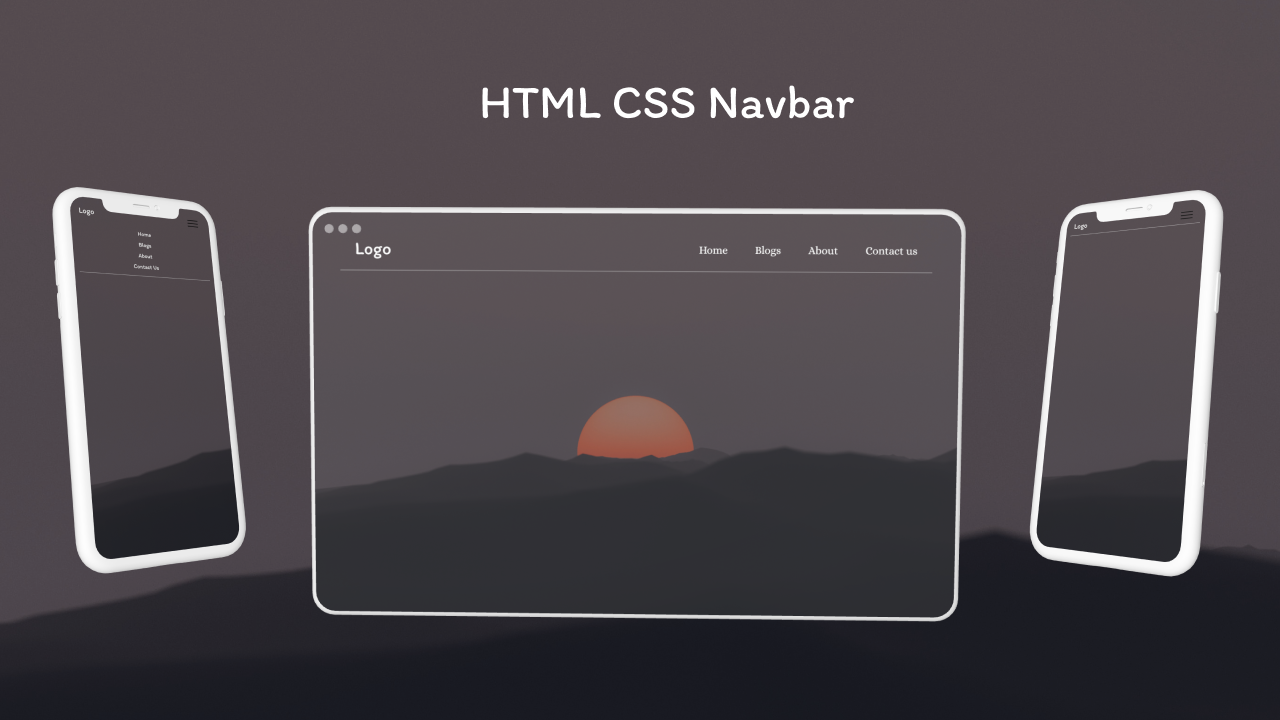 HTML CSS Navbar
Logo
Home
Blogs
About
Contact Us
Logo
Home Blogs About Contact us
Logo